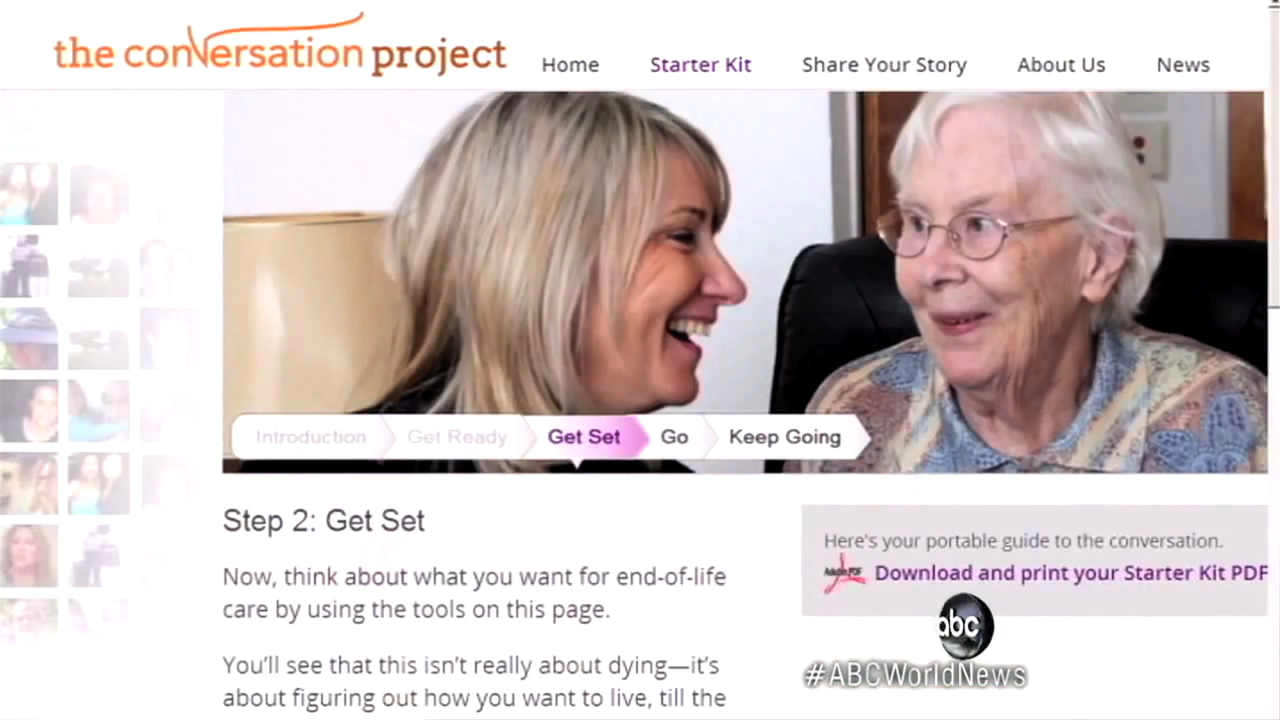 the conversation project
Home Starter Kit Share Your Story About Us News
Introduction Get Ready Get Set Go Keep Going
Step 2: Get Set
Now, think about what you want for end-of-life
care by using the tools on this page.
You'll see that this isn't really about dying—it's
about figuring out how you want to live, till the
Here's your portable guide to the conversation.
Adobe PDF
Download and print your Starter Kit PDF
abc
#ABCWorldNews